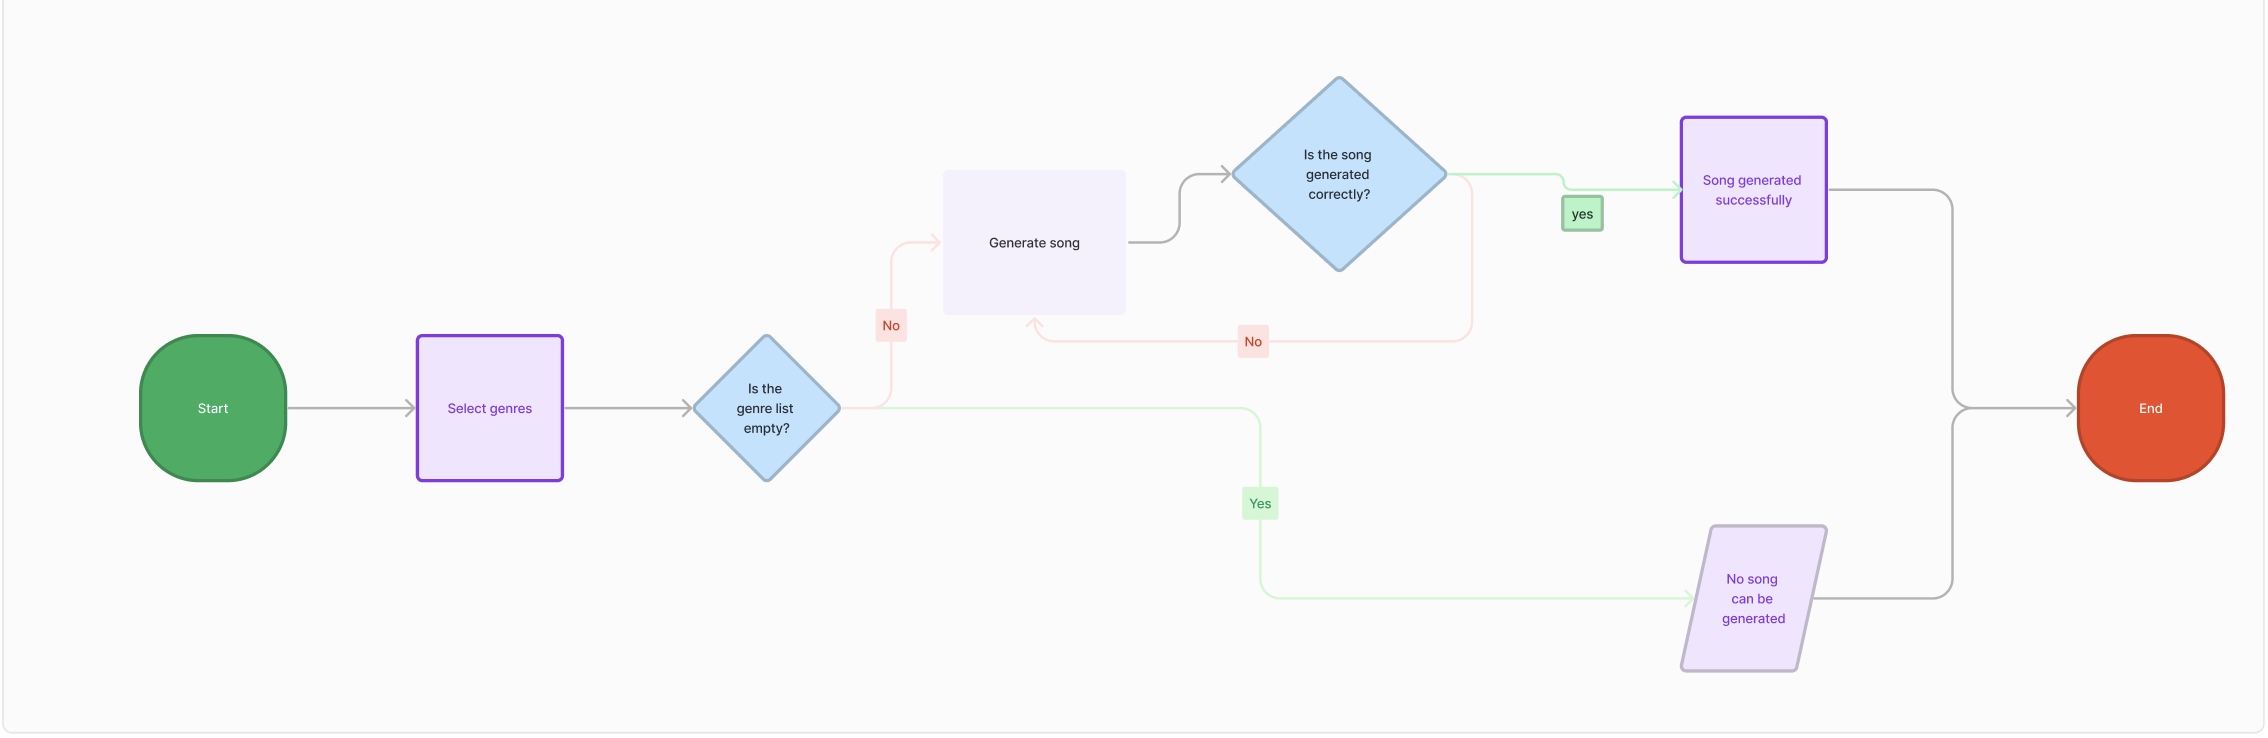 Start
Select genres
Is the
genre list
empty?
No
Generate song
Is the song
generated
correctly?
No
yes
Song generated
successfully
Yes
No song
can be
generated
End